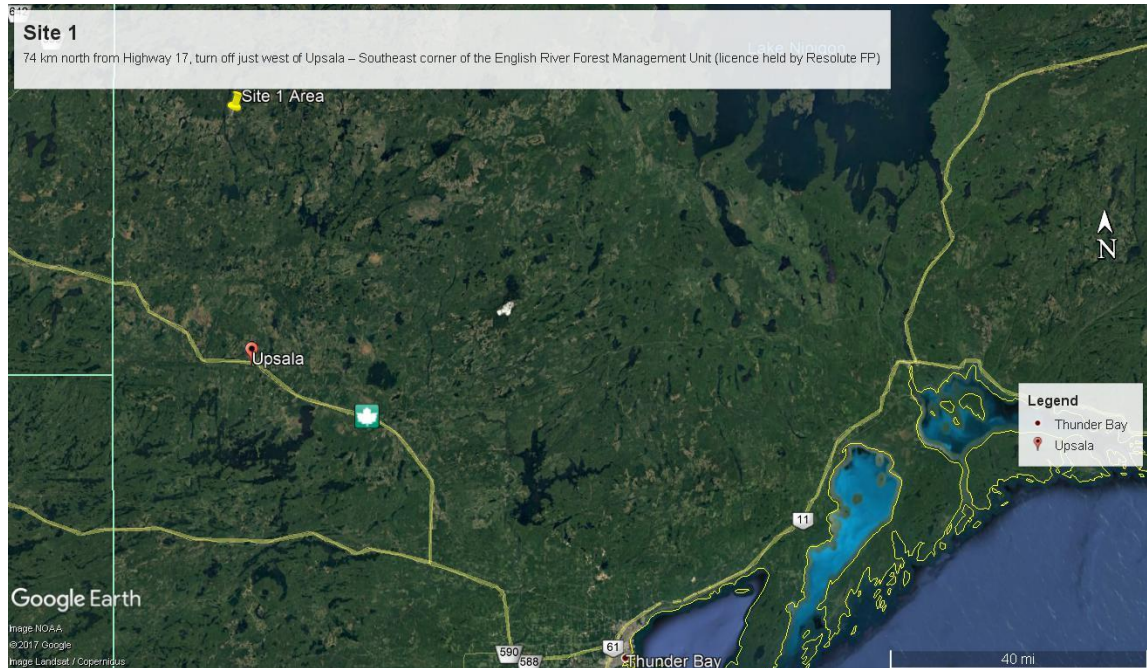 642
Site 1
74 km north from Highway 17, turn off just west of Upsala – Southeast corner of the English River Forest Management Unit (licence held by Resolute FP)
Lake Nipigon
Site 1 Area
N
Upsala
Legend
Thunder Bay
Upsala
11
Google Earth
Image NOAA
©2017 Google
Image Landsat / Copernicus
590
588
61
Thunder Bay
40 mi